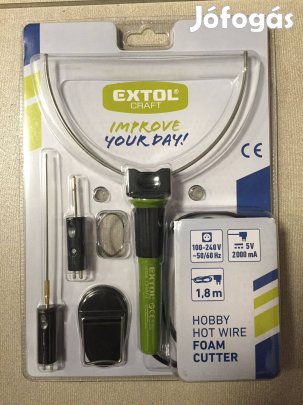 Jófogás
EXTOL®
CRAFT
IMPROVE
YOUR DAY!
CE
100-240 V
~50/60 Hz
5V
2000 mA
1,8 m
EXTOL
HOBBY
HOT WIRE
FOAM
CUTTER